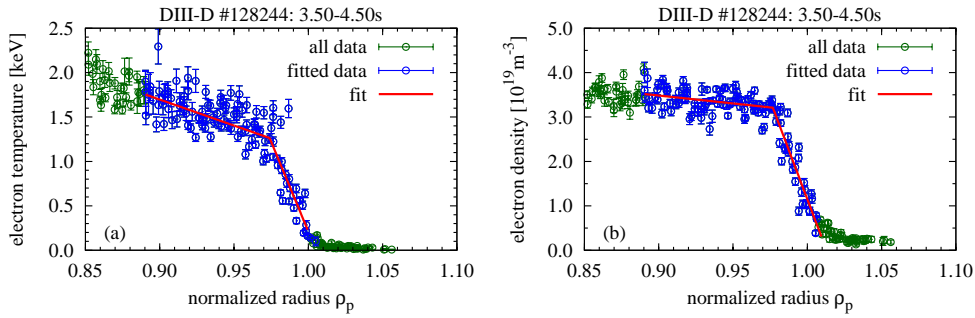 DIII-D #128244: 3.50-4.50s
electron temperature [keV]
2.5
2.0
1.5
1.0
0.5
0.0
all data
fitted data
fit
(a)
0.85 0.90 0.95 1.00 1.05 1.10
normalized radius ρp
DIII-D #128244: 3.50-4.50s
electron density [10^19 m^-3]
5.0
4.0
3.0
2.0
1.0
0.0
all data
fitted data
fit
(b)
0.85 0.90 0.95 1.00 1.05 1.10
normalized radius ρp